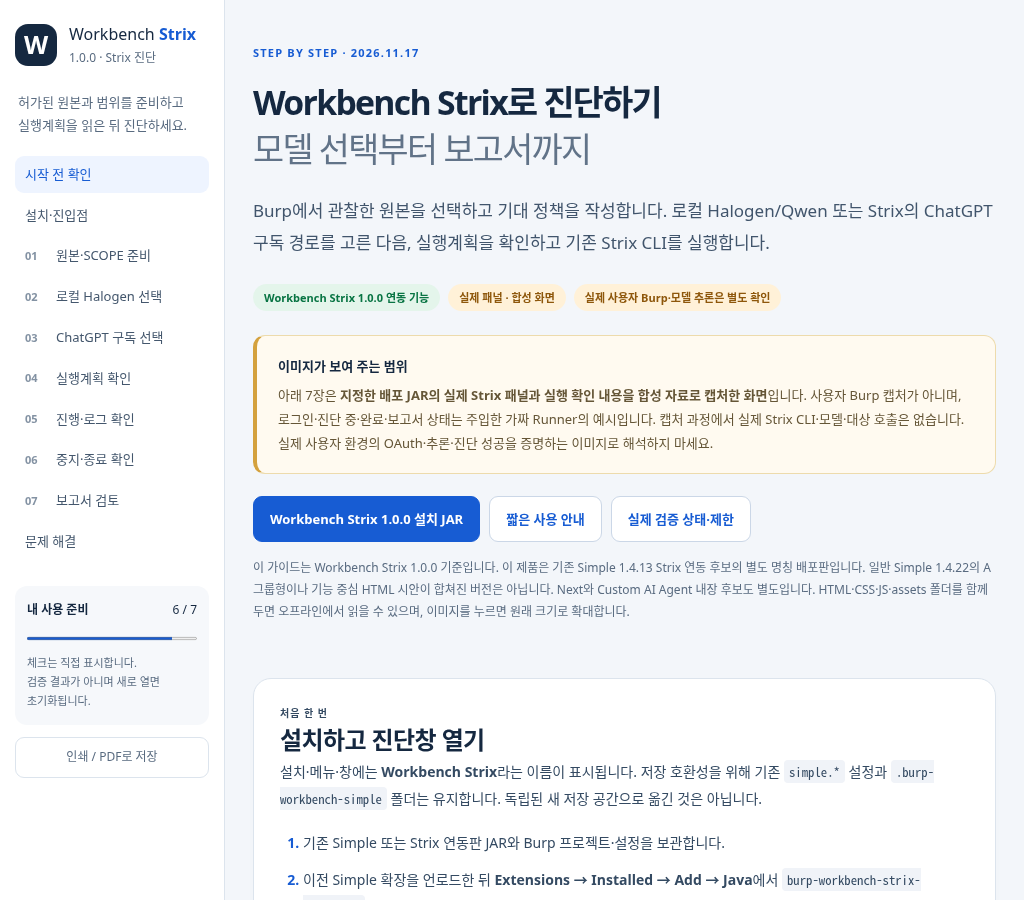 W
Workbench Strix
1.0.0 · Strix 진단
허가된 원본과 범위를 준비하고
실행계획을 읽은 뒤 진단하세요.
시작 전 확인
설치·진입점
01 원본·SCOPE 준비
02 로컬 Halogen 선택
03 ChatGPT 구독 선택
04 실행계획 확인
05 진행·로그 확인
06 중지·종료 확인
07 보고서 검토
문제 해결
내 사용 준비 6 / 7
체크는 직접 표시합니다.
검증 결과가 아니며 새로 열면
초기화됩니다.
인쇄 / PDF로 저장
STEP BY STEP · 2026.11.17
Workbench Strix로 진단하기
모델 선택부터 보고서까지
Burp에서 관찰한 원본을 선택하고 기대 정책을 작성합니다. 로컬 Halogen/Qwen 또는 Strix의 ChatGPT
구독 경로를 고른 다음, 실행계획을 확인하고 기존 Strix CLI를 실행합니다.
Workbench Strix 1.0.0 연동 기능
실제 패널 · 합성 화면
실제 사용자 Burp·모델 추론은 별도 확인
이미지가 보여 주는 범위
아래 7장은 지정한 배포 JAR의 실제 Strix 패널과 실행 확인 내용을 합성 자료로 캡처한 화면입니다. 사용자 Burp 캡처가 아니며,
로그인·진단 중·완료·보고서 상태는 주입한 가짜 Runner의 예시입니다. 캡처 과정에서 실제 Strix CLI·모델·대상 호출은 없습니다.
실제 사용자 환경의 OAuth·추론·진단 성공을 증명하는 이미지로 해석하지 마세요.
Workbench Strix 1.0.0 설치 JAR
짧은 사용 안내
실제 검증 상태·제한
이 가이드는 Workbench Strix 1.0.0 기준입니다. 이 제품은 기존 Simple 1.4.13 Strix 연동 후보의 별도 명칭 배포판입니다. 일반 Simple 1.4.22의 A
그룹형이나 기능 중심 HTML 시안이 합쳐진 버전은 아닙니다. Next와 Custom AI Agent 내장 후보도 별도입니다. HTML·CSS·JS·assets 폴더를 함께
두면 오프라인에서 읽을 수 있으며, 이미지를 누르면 원래 크기로 확대합니다.
처음 한 번
설치하고 진단창 열기
설치·메뉴·창에는 Workbench Strix라는 이름이 표시됩니다. 저장 호환성을 위해 기존 simple.* 설정과 .burp-
workbench-simple 폴더는 유지합니다. 독립된 새 저장 공간으로 옮긴 것은 아닙니다.
1. 기존 Simple 또는 Strix 연동판 JAR와 Burp 프로젝트·설정을 보관합니다.
2. 이전 Simple 확장을 언로드한 뒤 Extensions → Installed → Add → Java에서 burp-workbench-strix-